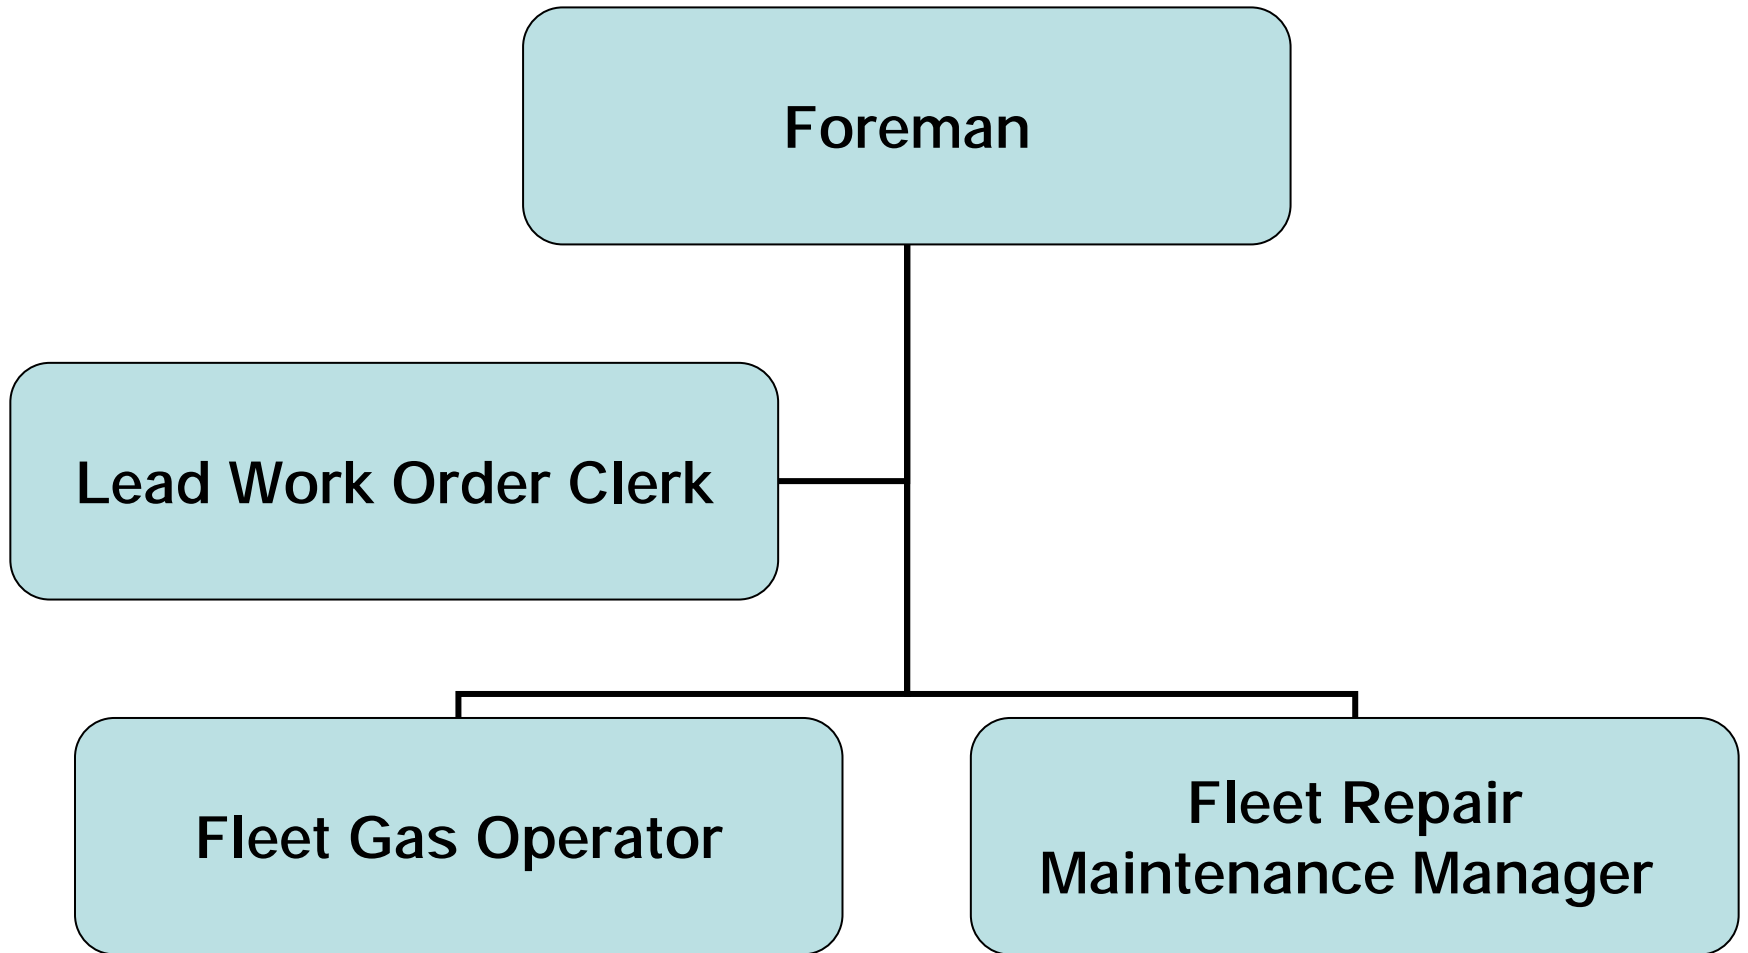 Foreman
Lead Work Order Clerk
Fleet Gas Operator
Fleet Repair
Maintenance Manager